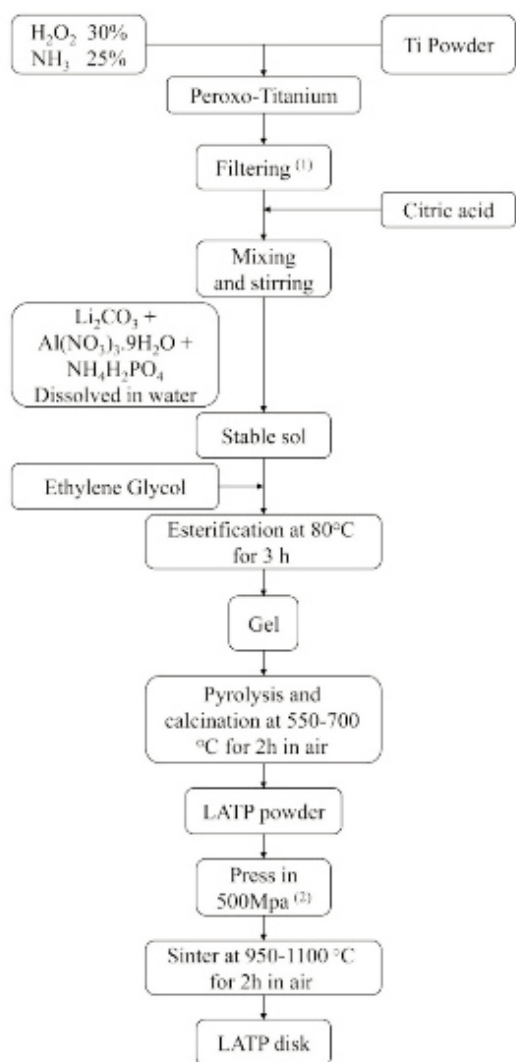 H₂O₂ 30%
NH₃ 25%
Ti Powder
Peroxo-Titanium
Filtering ⁽¹⁾
Citric acid
Mixing
and stirring
Li₂CO₃ +
Al(NO₃)₃.9H₂O +
NH₄H₂PO₄
Dissolved in water
Stable sol
Ethylene Glycol
Esterification at 80°C
for 3 h
Gel
Pyrolysis and
calcination at 550-700
°C for 2h in air
LATP powder
Press in
500Mpa ⁽²⁾
Sinter at 950-1100 °C
for 2h in air
LATP disk